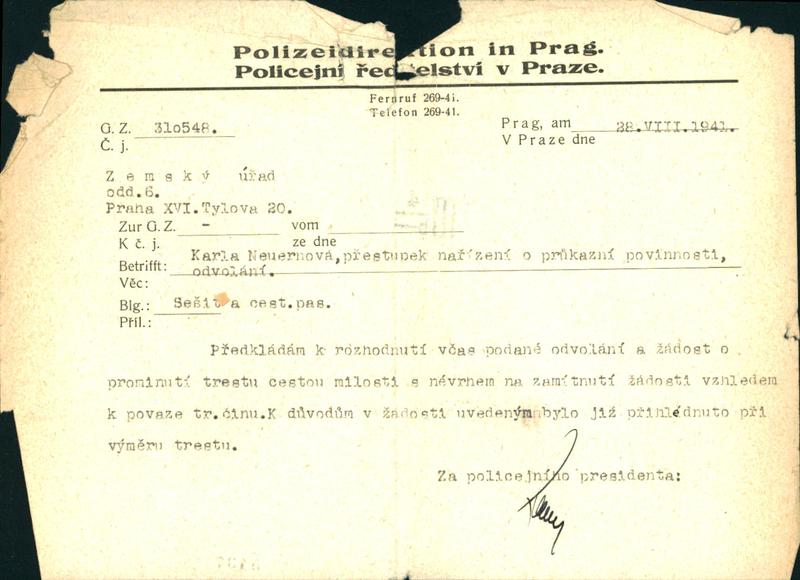 Polizeidirektion in Prag.
Policejní ředitelství v Praze.
Fernruf 269-41.
Telefon 269-41.
G. Z. 31o548.
Č. j.
Prag, am 28.VIII.1941.
V Praze dne
Zemský úřad
odd.6.
Praha XVI.Tylova 20.
Zur G. Z. - vom
K č. j. ze dne
Betrifft: Karla Neuernová,přestupek nařízení o průkazní povinnosti,
odvolání.
Věc:
Blg.: Sešit a cest.pas.
Příl.:
Předkládám k rozhodnutí včas podané odvolání a žádost o
prominutí trestu cestou milosti s návrhem na zamítnutí žádosti vzhledem
k povaze tr.činu.K důvodům v žádosti uvedeným bylo již přihlédnuto při
výměru trestu.
Za policejního presidenta: